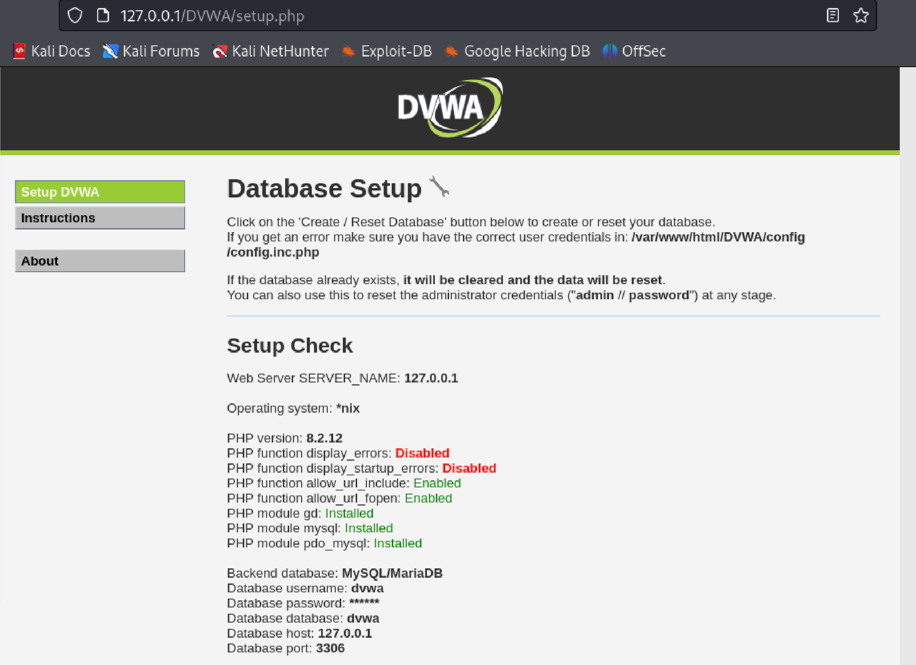 127.0.0.1/DVWA/setup.php
Kali Docs Kali Forums Kali NetHunter Exploit-DB Google Hacking DB OffSec
DVWA
Setup DVWA
Instructions
About
Database Setup
Click on the 'Create / Reset Database' button below to create or reset your database.
If you get an error make sure you have the correct user credentials in: /var/www/html/DVWA/config
/config.inc.php
If the database already exists, it will be cleared and the data will be reset.
You can also use this to reset the administrator credentials ("admin // password") at any stage.
Setup Check
Web Server SERVER_NAME: 127.0.0.1
Operating system: *nix
PHP version: 8.2.12
PHP function display_errors: Disabled
PHP function display_startup_errors: Disabled
PHP function allow_url_include: Enabled
PHP function allow_url_fopen: Enabled
PHP module gd: Installed
PHP module mysql: Installed
PHP module pdo_mysql: Installed
Backend database: MySQL/MariaDB
Database username: dvwa
Database password: ******
Database database: dvwa
Database host: 127.0.0.1
Database port: 3306